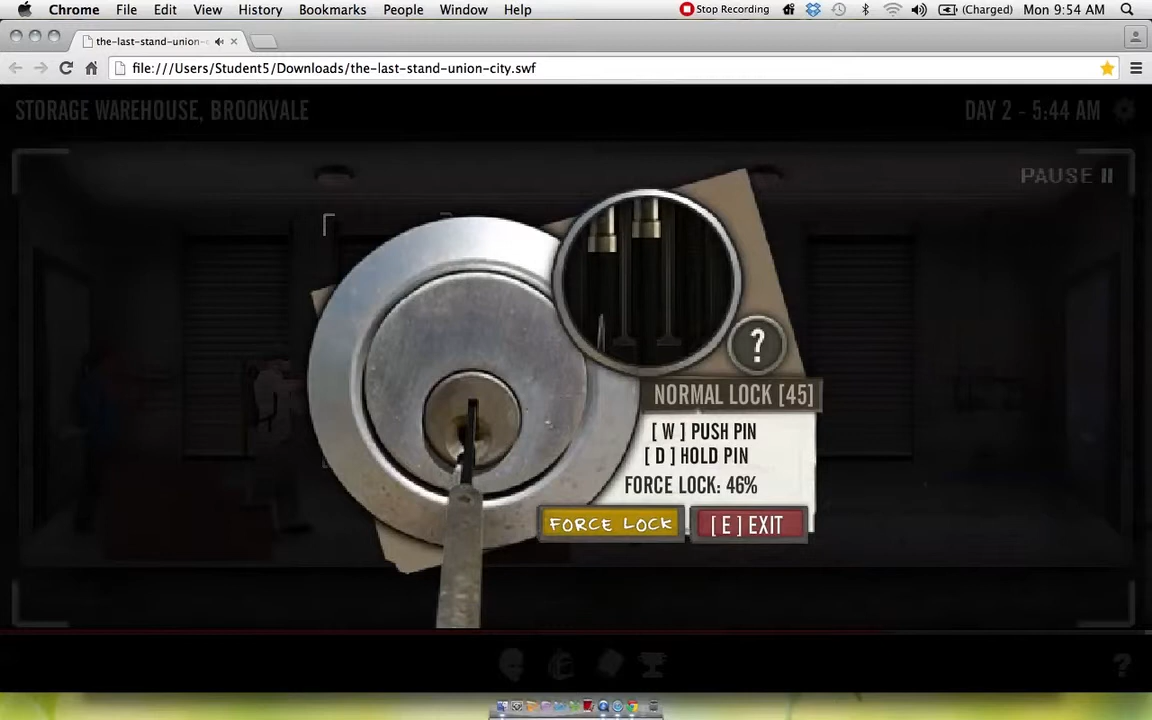 Chrome File Edit View History Bookmarks People Window Help Stop Recording (Charged) Mon 9:54 AM
the-last-stand-union-
file:///Users/Student5/Downloads/the-last-stand-union-city.swf
STORAGE WAREHOUSE, BROOKVALE DAY 2 - 5:44 AM
PAUSE II
?
NORMAL LOCK [45]
[ W ] PUSH PIN
[ D ] HOLD PIN
FORCE LOCK: 46%
FORCE LOCK [ E ] EXIT
?